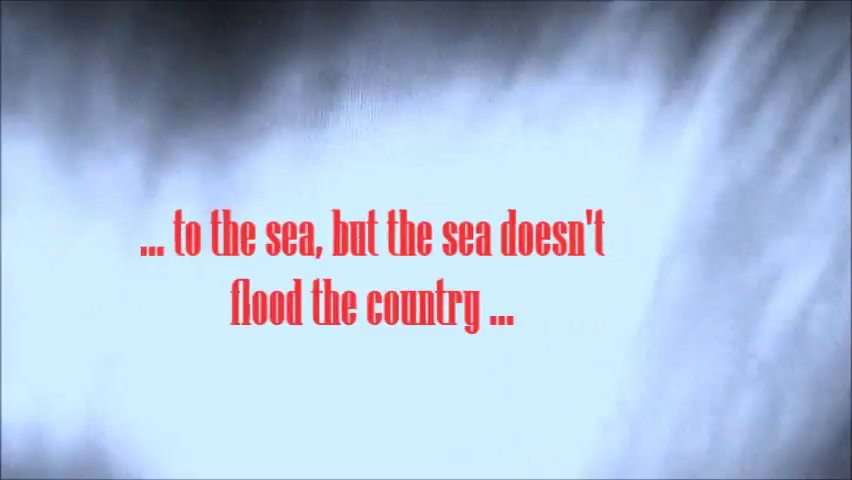 ... to the sea, but the sea doesn't
flood the country ...